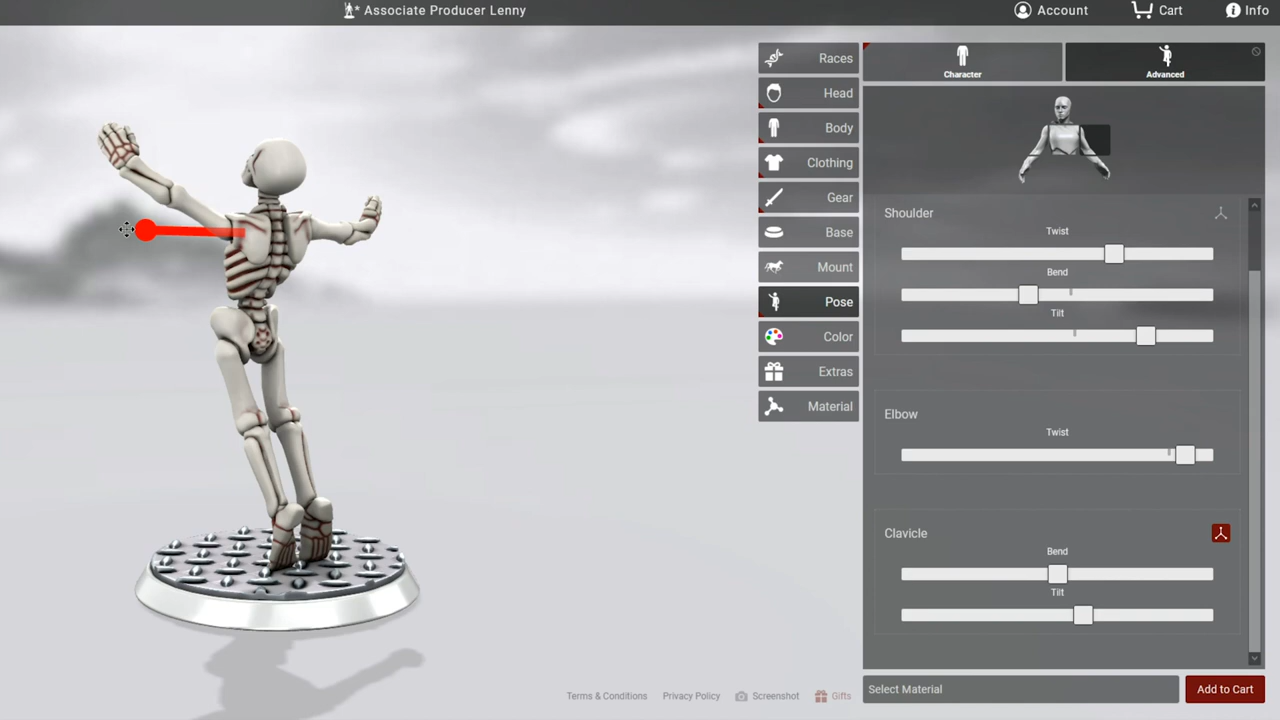 * Associate Producer Lenny
Account
Cart
Info
Races
Head
Body
Clothing
Gear
Base
Mount
Pose
Color
Extras
Material
Character
Advanced
Shoulder
Twist
Bend
Tilt
Elbow
Twist
Clavicle
Bend
Tilt
Terms & Conditions
Privacy Policy
Screenshot
Gifts
Select Material
Add to Cart